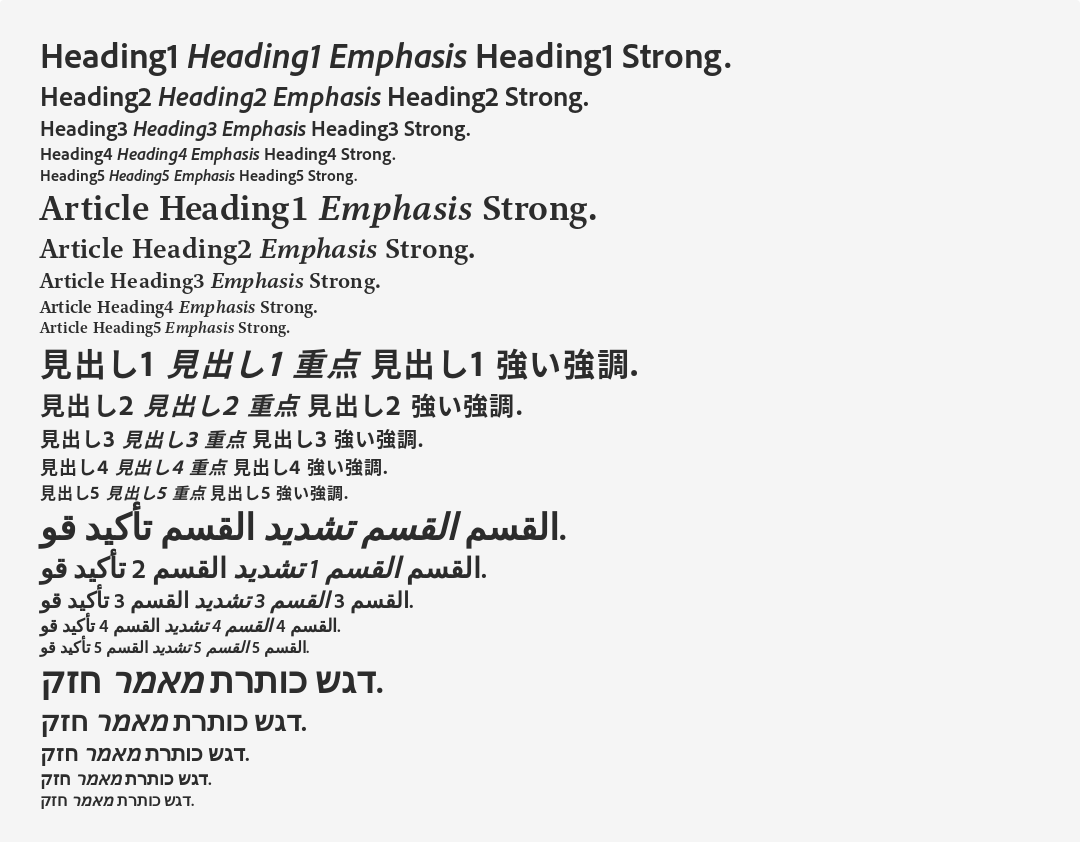 Heading1 Heading1 Emphasis Heading1 Strong.
Heading2 Heading2 Emphasis Heading2 Strong.
Heading3 Heading3 Emphasis Heading3 Strong.
Heading4 Heading4 Emphasis Heading4 Strong.
Heading5 Heading5 Emphasis Heading5 Strong.
Article Heading1 Emphasis Strong.
Article Heading2 Emphasis Strong.
Article Heading3 Emphasis Strong.
Article Heading4 Emphasis Strong.
Article Heading5 Emphasis Strong.
見出し1 見出し1 重点 見出し1 強い強調.
見出し2 見出し2 重点 見出し2 強い強調.
見出し3 見出し3 重点 見出し3 強い強調.
見出し4 見出し4 重点 見出し4 強い強調.
見出し5 見出し5 重点 見出し5 強い強調.
القسم القسم تشديد القسم تأكيد قو.
القسم القسم 1 تشديد القسم 2 تأكيد قو.
القسم 3 القسم 3 تشديد القسم 3 تأكيد قو.
القسم 4 القسم 4 تشديد القسم 4 تأكيد قو.
القسم 5 القسم 5 تشديد القسم 5 تأكيد قو.
דגש כותרת מאמר חזק.
דגש כותרת מאמר חזק.
דגש כותרת מאמר חזק.
דגש כותרת מאמר חזק.
דגש כותרת מאמר חזק.